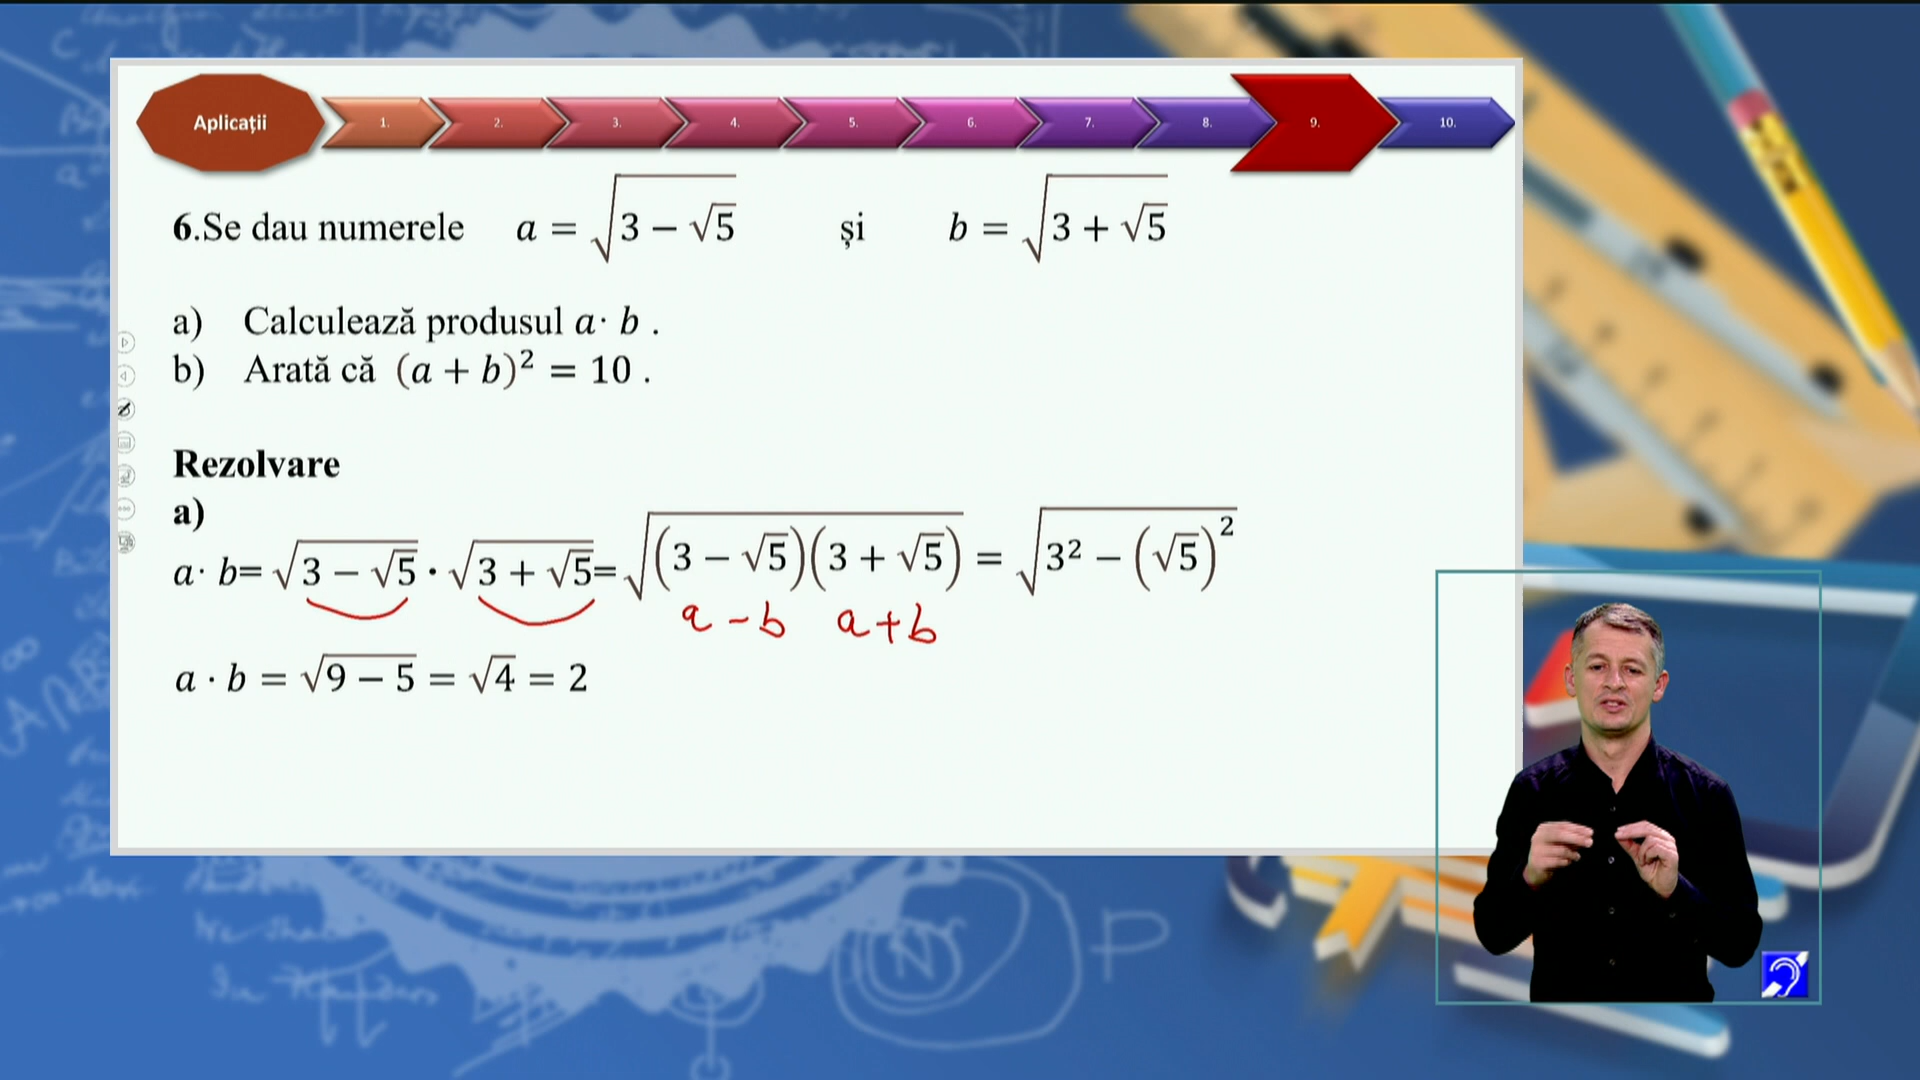 Aplicații 1. 2. 3. 4. 5. 6. 7. 8. 9. 10.
6.Se dau numerele a = √(3 − √5) și b = √(3 + √5)
a) Calculează produsul a· b .
b) Arată că (a + b)² = 10 .
Rezolvare
a)
a· b= √(3 − √5) · √(3 + √5)= √((3 − √5)(3 + √5)) = √(3² − (√5)²)
a − b a + b
a · b = √(9 − 5) = √4 = 2
P